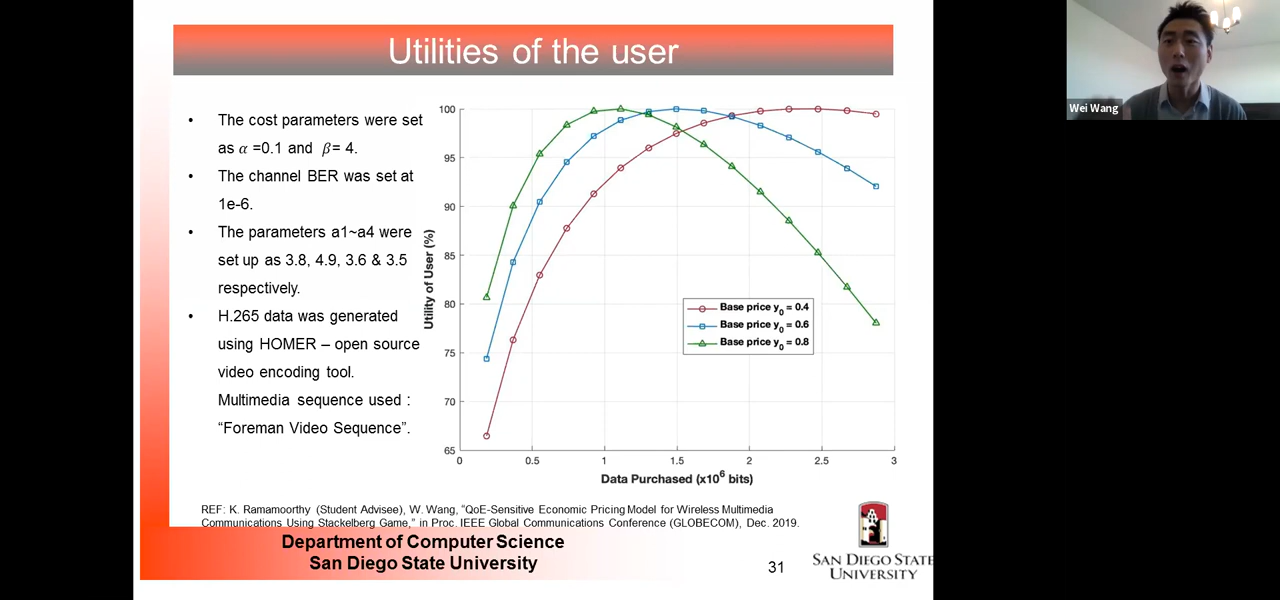 Utilities of the user
• The cost parameters were set
as α =0.1 and β= 4.
• The channel BER was set at
1e-6.
• The parameters a1~a4 were
set up as 3.8, 4.9, 3.6 & 3.5
respectively.
• H.265 data was generated
using HOMER – open source
video encoding tool.
Multimedia sequence used :
“Foreman Video Sequence”.
Utility of User (%)
100
95
90
85
80
75
70
65
0 0.5 1 1.5 2 2.5 3
Data Purchased (x10⁶ bits)
Base price y₀ = 0.4
Base price y₀ = 0.6
Base price y₀ = 0.8
REF: K. Ramamoorthy (Student Advisee), W. Wang, “QoE-Sensitive Economic Pricing Model for Wireless Multimedia
Communications Using Stackelberg Game,” in Proc. IEEE Global Communications Conference (GLOBECOM), Dec. 2019.
Department of Computer Science
San Diego State University
31
SAN DIEGO STATE
UNIVERSITY
Wei Wang